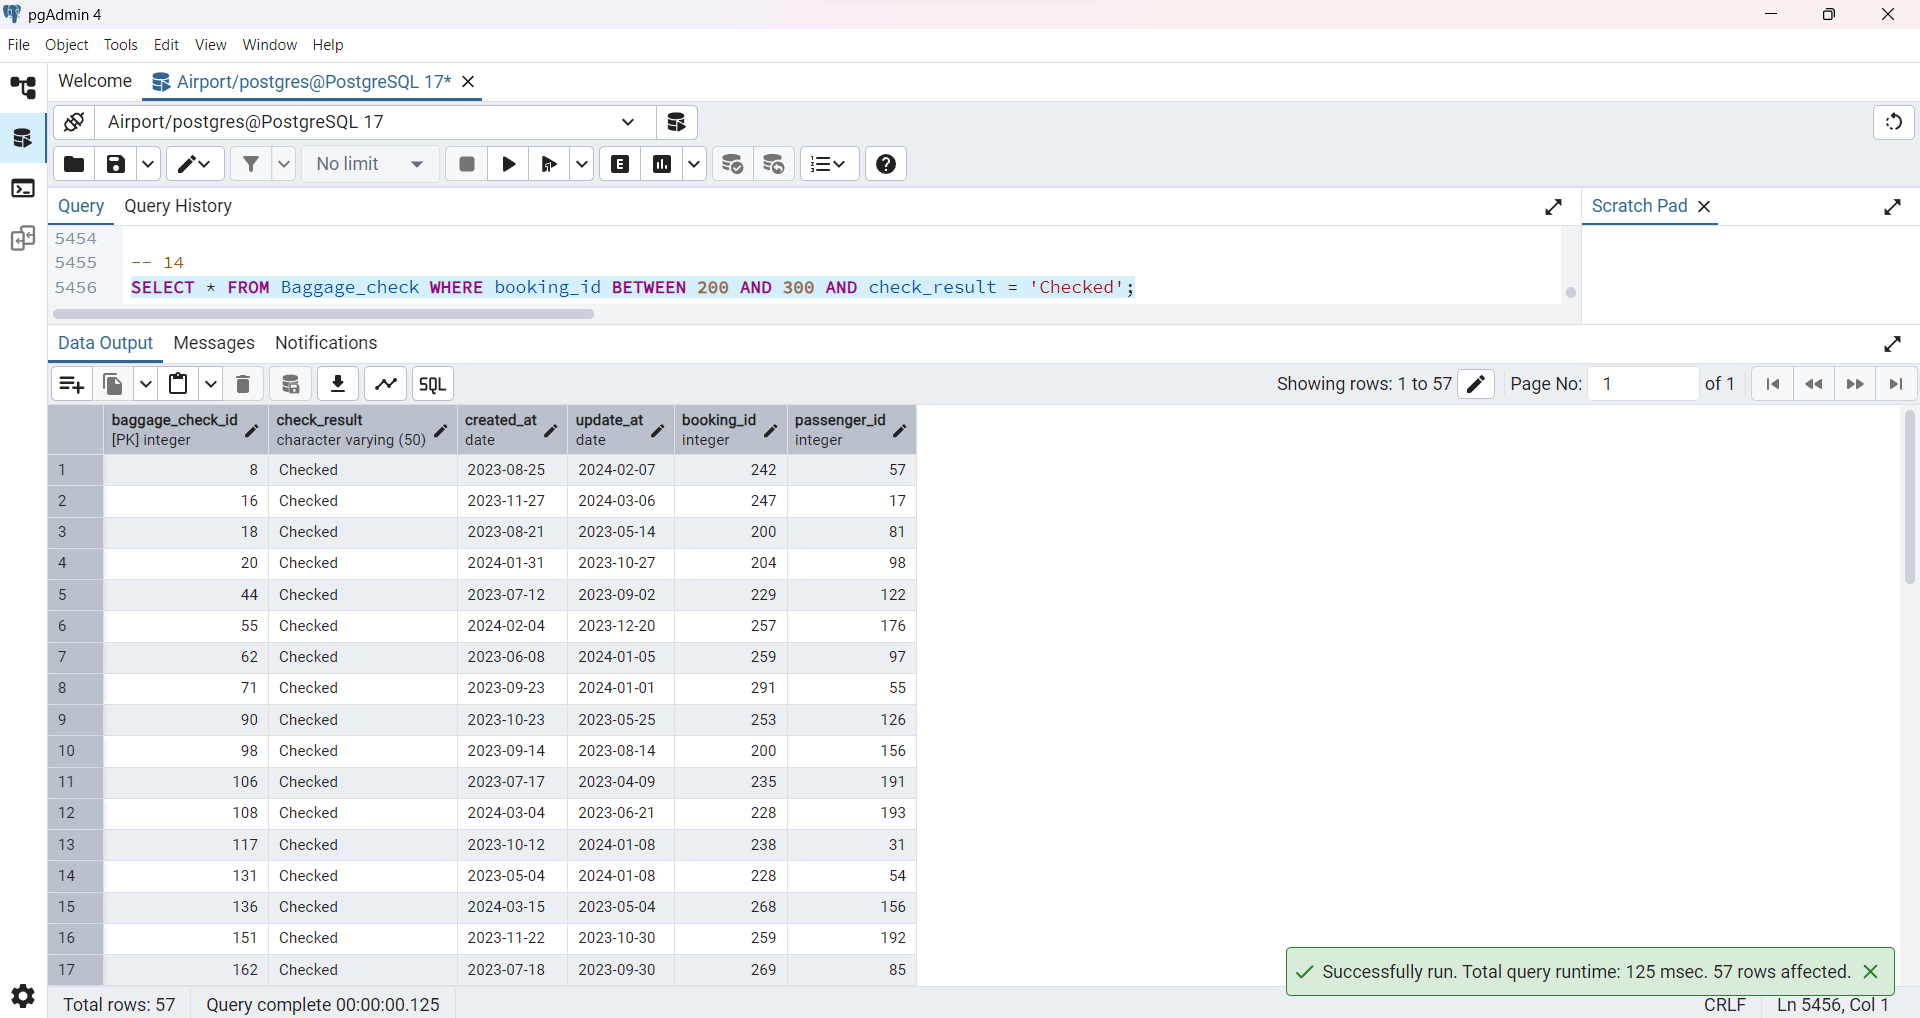 pgAdmin 4
File Object Tools Edit View Window Help
Welcome Airport/postgres@PostgreSQL 17*
Airport/postgres@PostgreSQL 17
No limit
E
Query Query History Scratch Pad
5454
5455 -- 14
5456 SELECT * FROM Baggage_check WHERE booking_id BETWEEN 200 AND 300 AND check_result = 'Checked';
Data Output Messages Notifications
SQL Showing rows: 1 to 57 Page No: 1 of 1
baggage_check_id check_result created_at update_at booking_id passenger_id
[PK] integer character varying (50) date date integer integer
1 8 Checked 2023-08-25 2024-02-07 242 57
2 16 Checked 2023-11-27 2024-03-06 247 17
3 18 Checked 2023-08-21 2023-05-14 200 81
4 20 Checked 2024-01-31 2023-10-27 204 98
5 44 Checked 2023-07-12 2023-09-02 229 122
6 55 Checked 2024-02-04 2023-12-20 257 176
7 62 Checked 2023-06-08 2024-01-05 259 97
8 71 Checked 2023-09-23 2024-01-01 291 55
9 90 Checked 2023-10-23 2023-05-25 253 126
10 98 Checked 2023-09-14 2023-08-14 200 156
11 106 Checked 2023-07-17 2023-04-09 235 191
12 108 Checked 2024-03-04 2023-06-21 228 193
13 117 Checked 2023-10-12 2024-01-08 238 31
14 131 Checked 2023-05-04 2024-01-08 228 54
15 136 Checked 2024-03-15 2023-05-04 268 156
16 151 Checked 2023-11-22 2023-10-30 259 192
17 162 Checked 2023-07-18 2023-09-30 269 85
Successfully run. Total query runtime: 125 msec. 57 rows affected.
Total rows: 57 Query complete 00:00:00.125 CRLF Ln 5456, Col 1